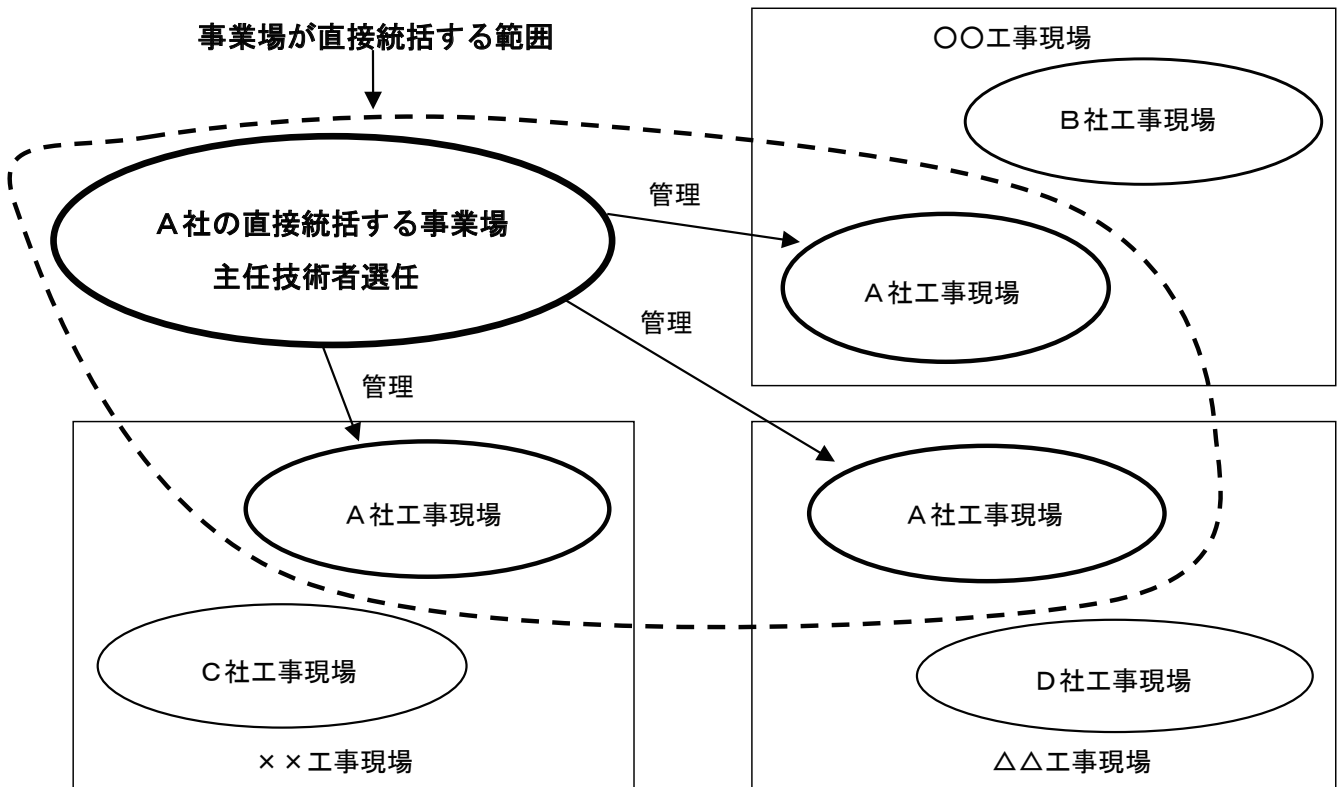 事業場が直接統括する範囲
○○工事現場
B社工事現場
管理
A社の直接統括する事業場
主任技術者選任
A社工事現場
管理
管理
A社工事現場
A社工事現場
C社工事現場
D社工事現場
××工事現場
△△工事現場